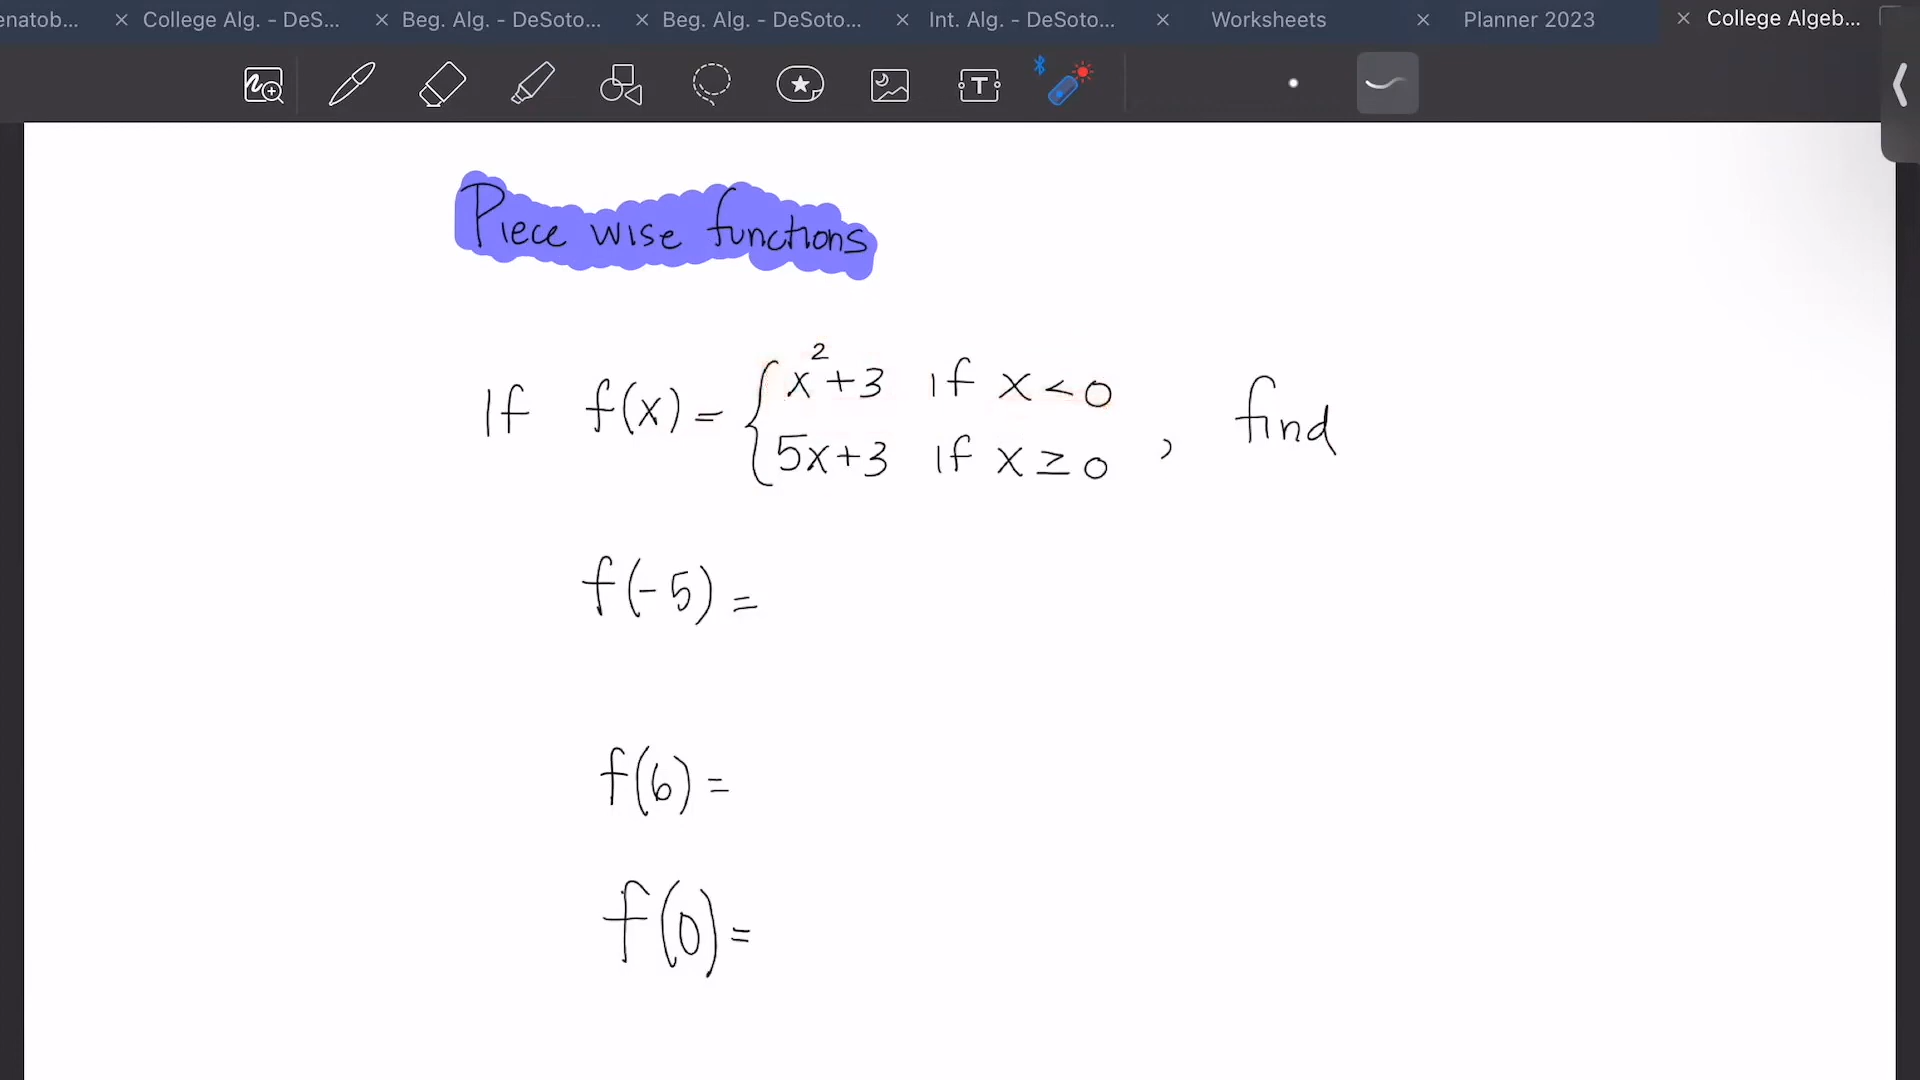 enatob... × College Alg. - DeS... × Beg. Alg. - DeSoto... × Beg. Alg. - DeSoto... × Int. Alg. - DeSoto... × Worksheets × Planner 2023 × College Algeb...
T
Piece wise functions
If f(x) = { x²+3 if x < 0
5x+3 if x ≥ 0 , find
f(-5) =
f(6) =
f(0) =